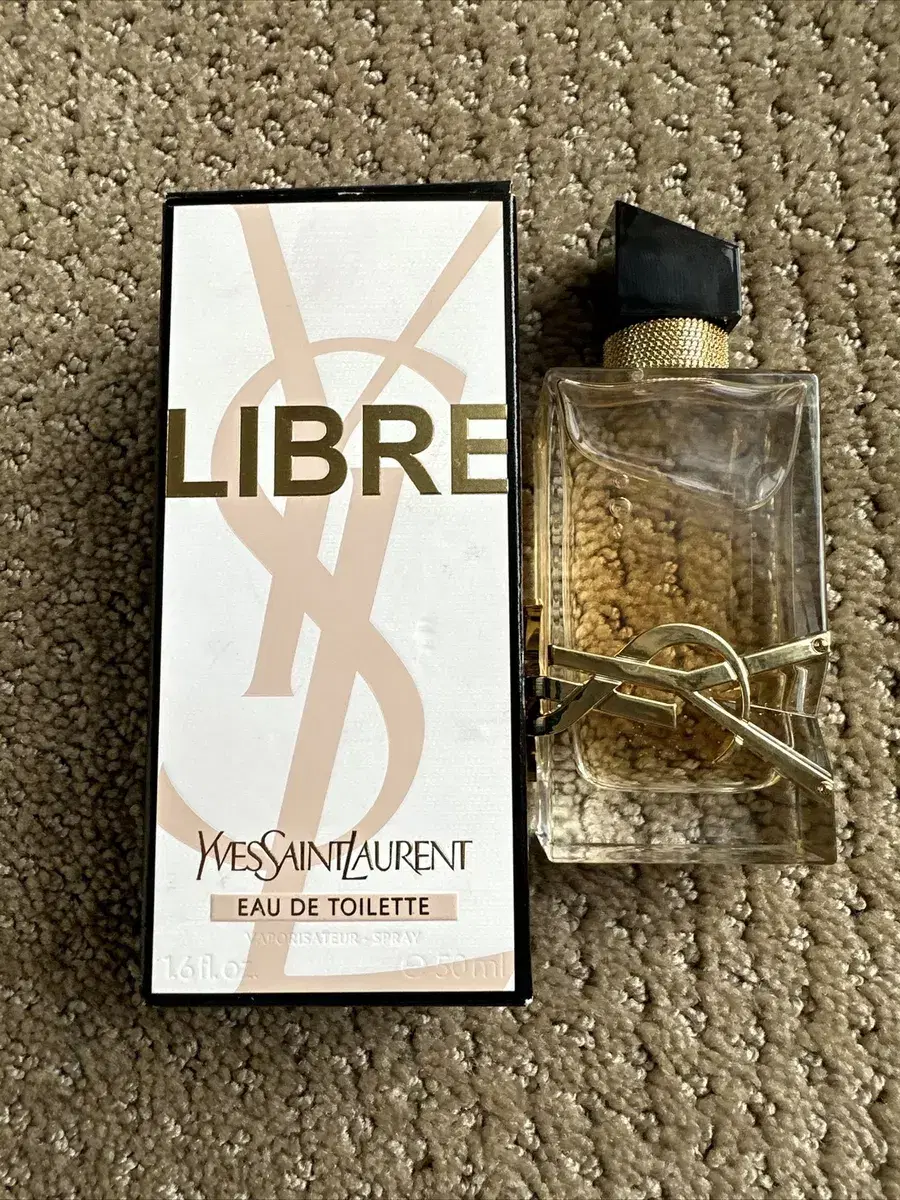 LIBRE
YVESSAINTLAURENT
EAU DE TOILETTE
VAPORISATEUR - SPRAY
1.6 fl.oz. ℮ 50 ml